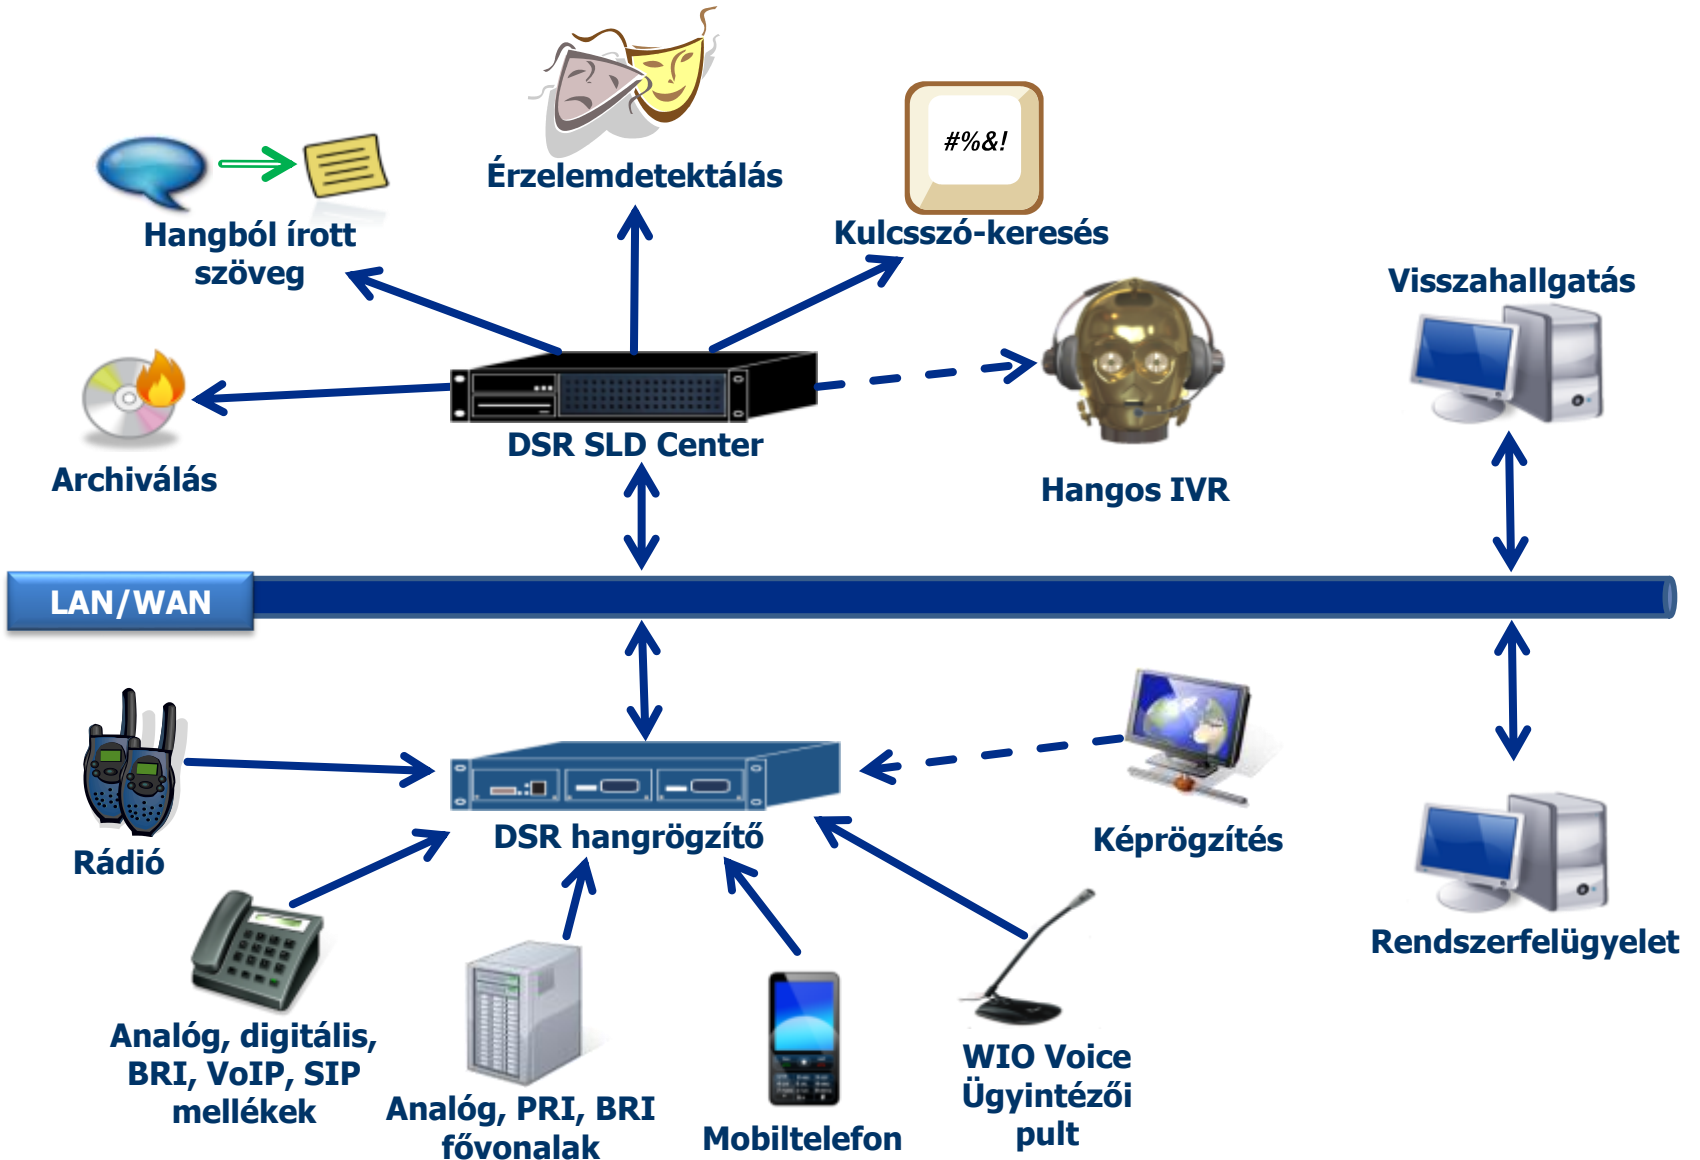 #%&!
Érzelemdetektálás
Hangból írott
szöveg
Kulcsszó-keresés
Visszahallgatás
Archiválás
DSR SLD Center
Hangos IVR
LAN/WAN
Rádió
DSR hangrögzítő
Képrögzítés
Rendszerfelügyelet
Analóg, digitális,
BRI, VoIP, SIP
mellékek
Analóg, PRI, BRI
fővonalak
Mobiltelefon
WIO Voice
Ügyintézői
pult